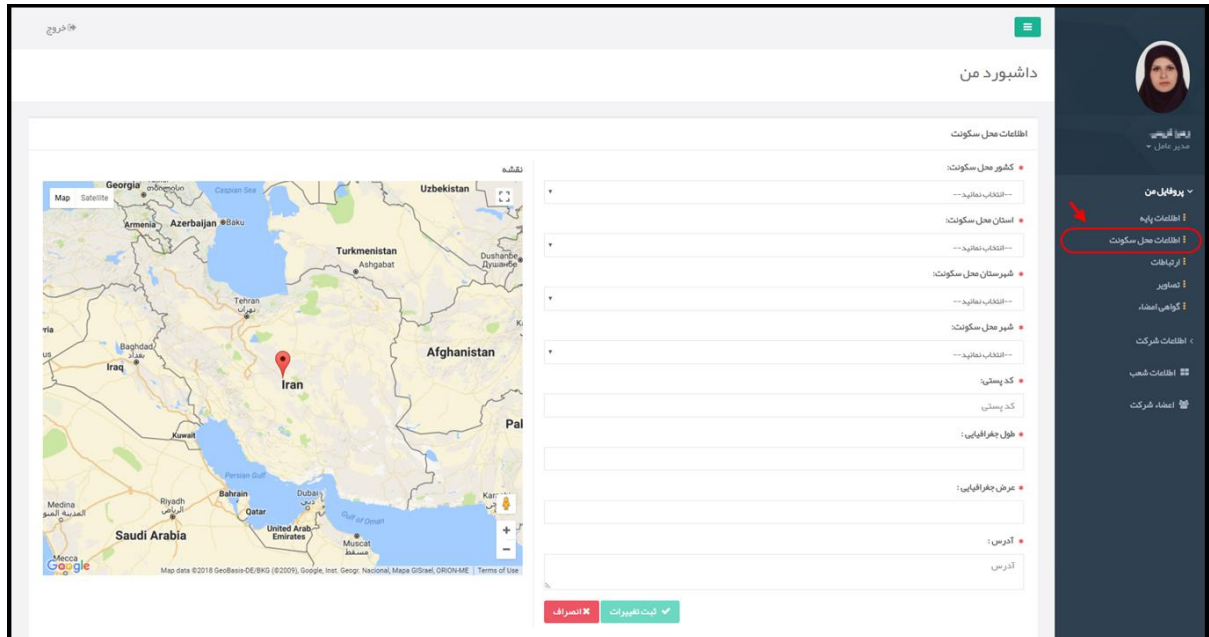 خروج
داشبورد من
مدیر عامل
پروفایل من
اطلاعات پایه
اطلاعات محل سکونت
ارتباطات
تصاویر
گواهی امضاء
اطلاعات شرکت
اطلاعات شعب
اعضاء شرکت
اطلاعات محل سکونت
* کشور محل سکونت:
--انتخاب نمائید--
* استان محل سکونت:
--انتخاب نمائید--
* شهرستان محل سکونت:
--انتخاب نمائید--
* شهر محل سکونت:
--انتخاب نمائید--
* کد پستی:
کد پستی
* طول جغرافیایی :
* عرض جغرافیایی :
* آدرس :
آدرس
ثبت تغییرات
انصراف
نقشه
Map Satellite
Georgia
Caspian Sea
Uzbekistan
Armenia
Azerbaijan
Baku
Turkmenistan
Ashgabat
Dushanbe
Душанбе
Tehran
تهران
Baghdad
بغداد
Iraq
Iran
Afghanistan
Kuwait
Persian Gulf
Bahrain
Qatar
Dubai
دبي
Riyadh
الرياض
Medina
Saudi Arabia
United Arab
Emirates
Gulf of Oman
Muscat
مسقط
Mecca
Google
Map data ©2018 GeoBasis-DE/BKG (©2009), Google, Inst. Geogr. Nacional, Mapa GISrael, ORION-ME
Terms of Use